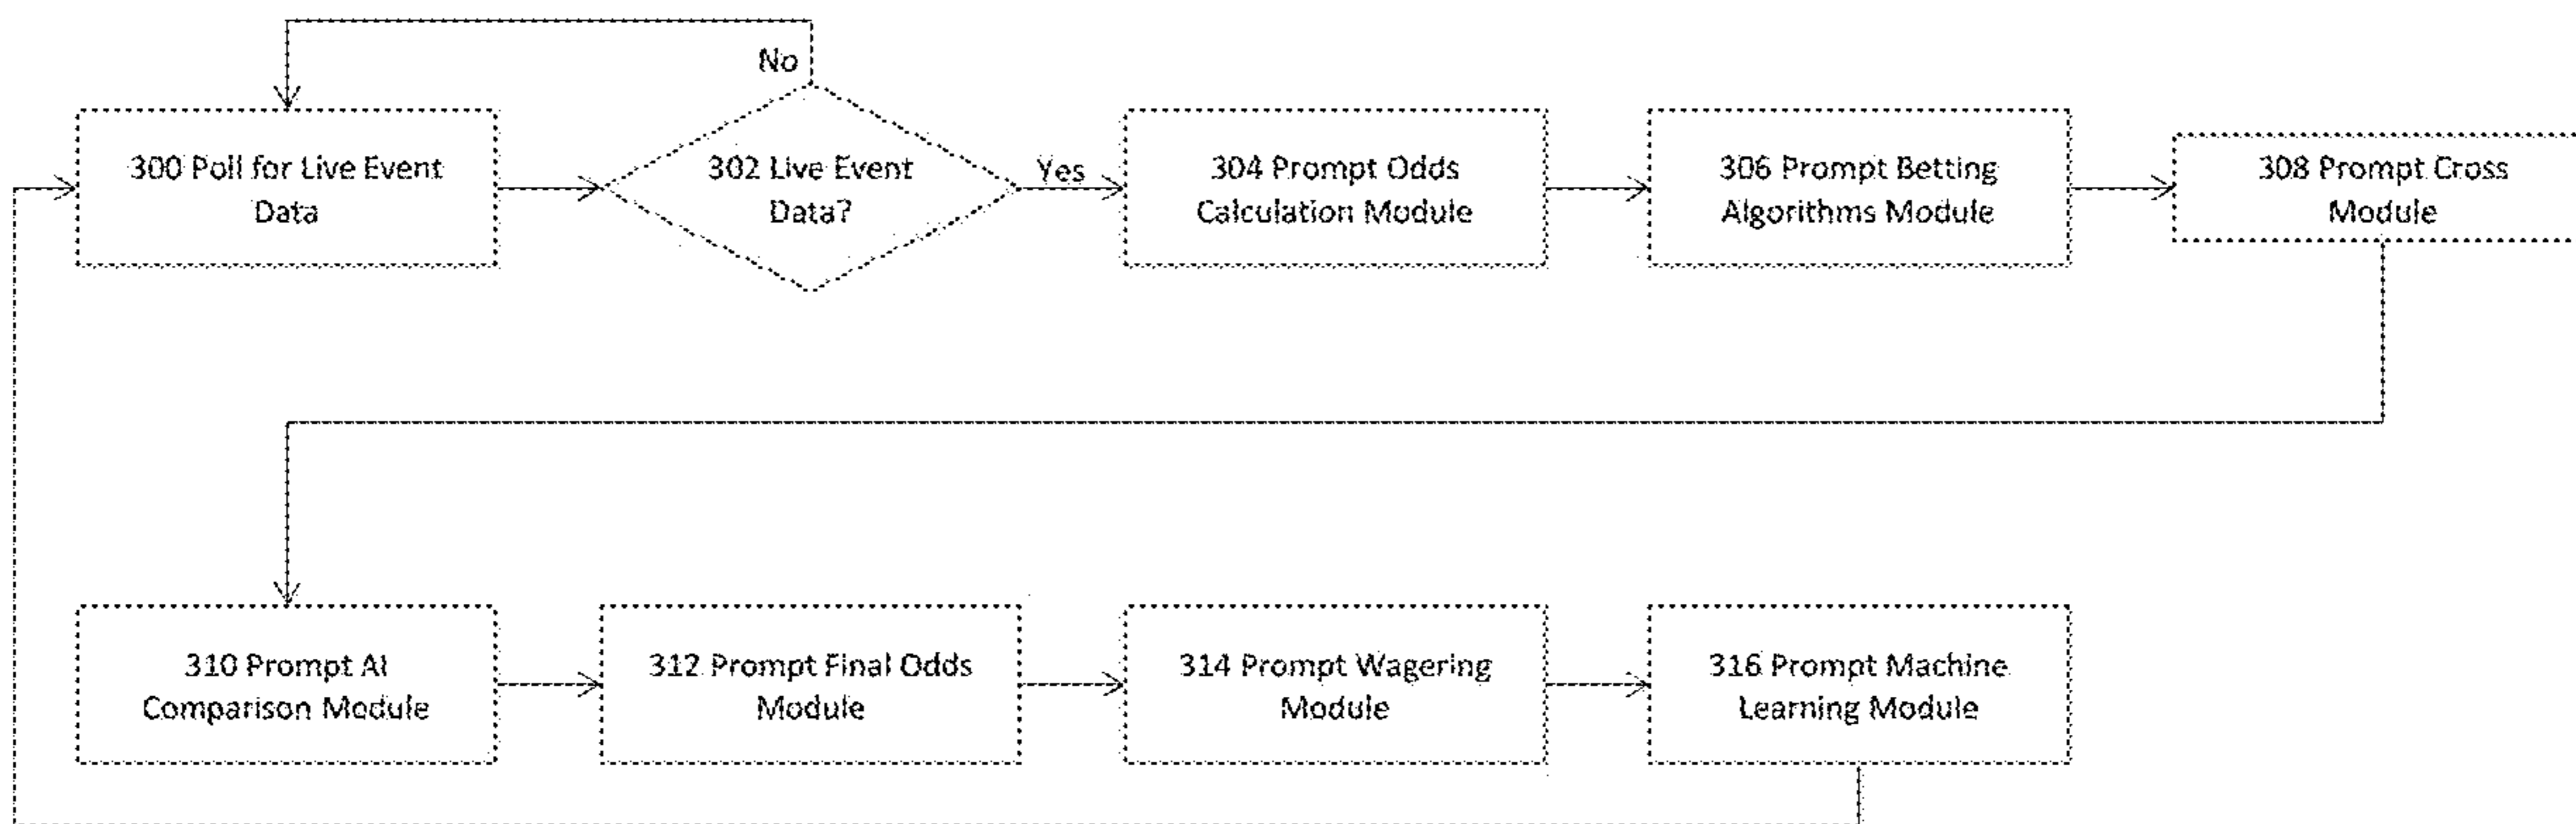 No
300 Poll for Live Event
Data
302 Live Event
Data?
Yes
304 Prompt Odds
Calculation Module
306 Prompt Betting
Algorithms Module
308 Prompt Cross
Module
310 Prompt AI
Comparison Module
312 Prompt Final Odds
Module
314 Prompt Wagering
Module
316 Prompt Machine
Learning Module